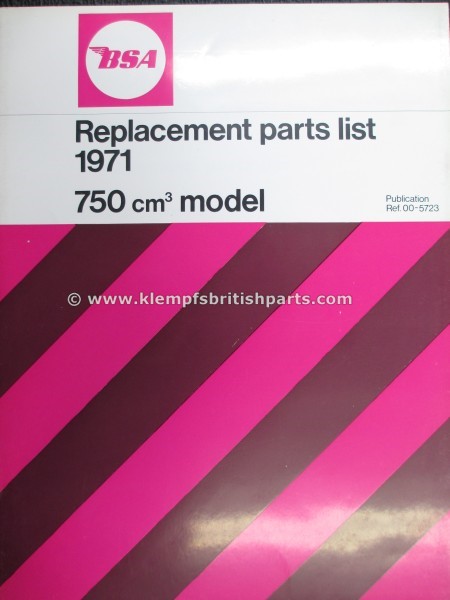 BSA
Replacement parts list
1971
750 cm³ model
Publication
Ref. 00-5723
© www.klempfsbritishparts.com